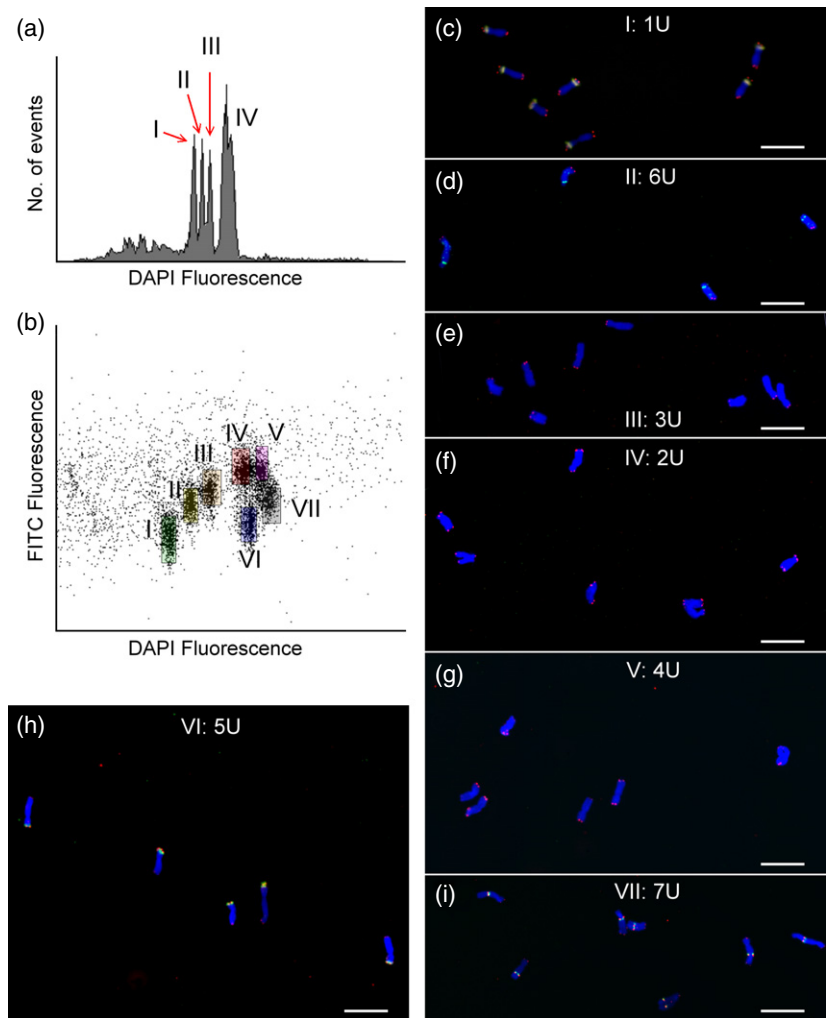 (a)
III
II
I
IV
No. of events
DAPI Fluorescence
(b)
IV
V
III
II
I
VII
VI
FITC Fluorescence
DAPI Fluorescence
(c)
I: 1U
(d)
II: 6U
(e)
III: 3U
(f)
IV: 2U
(g)
V: 4U
(h)
VI: 5U
(i)
VII: 7U